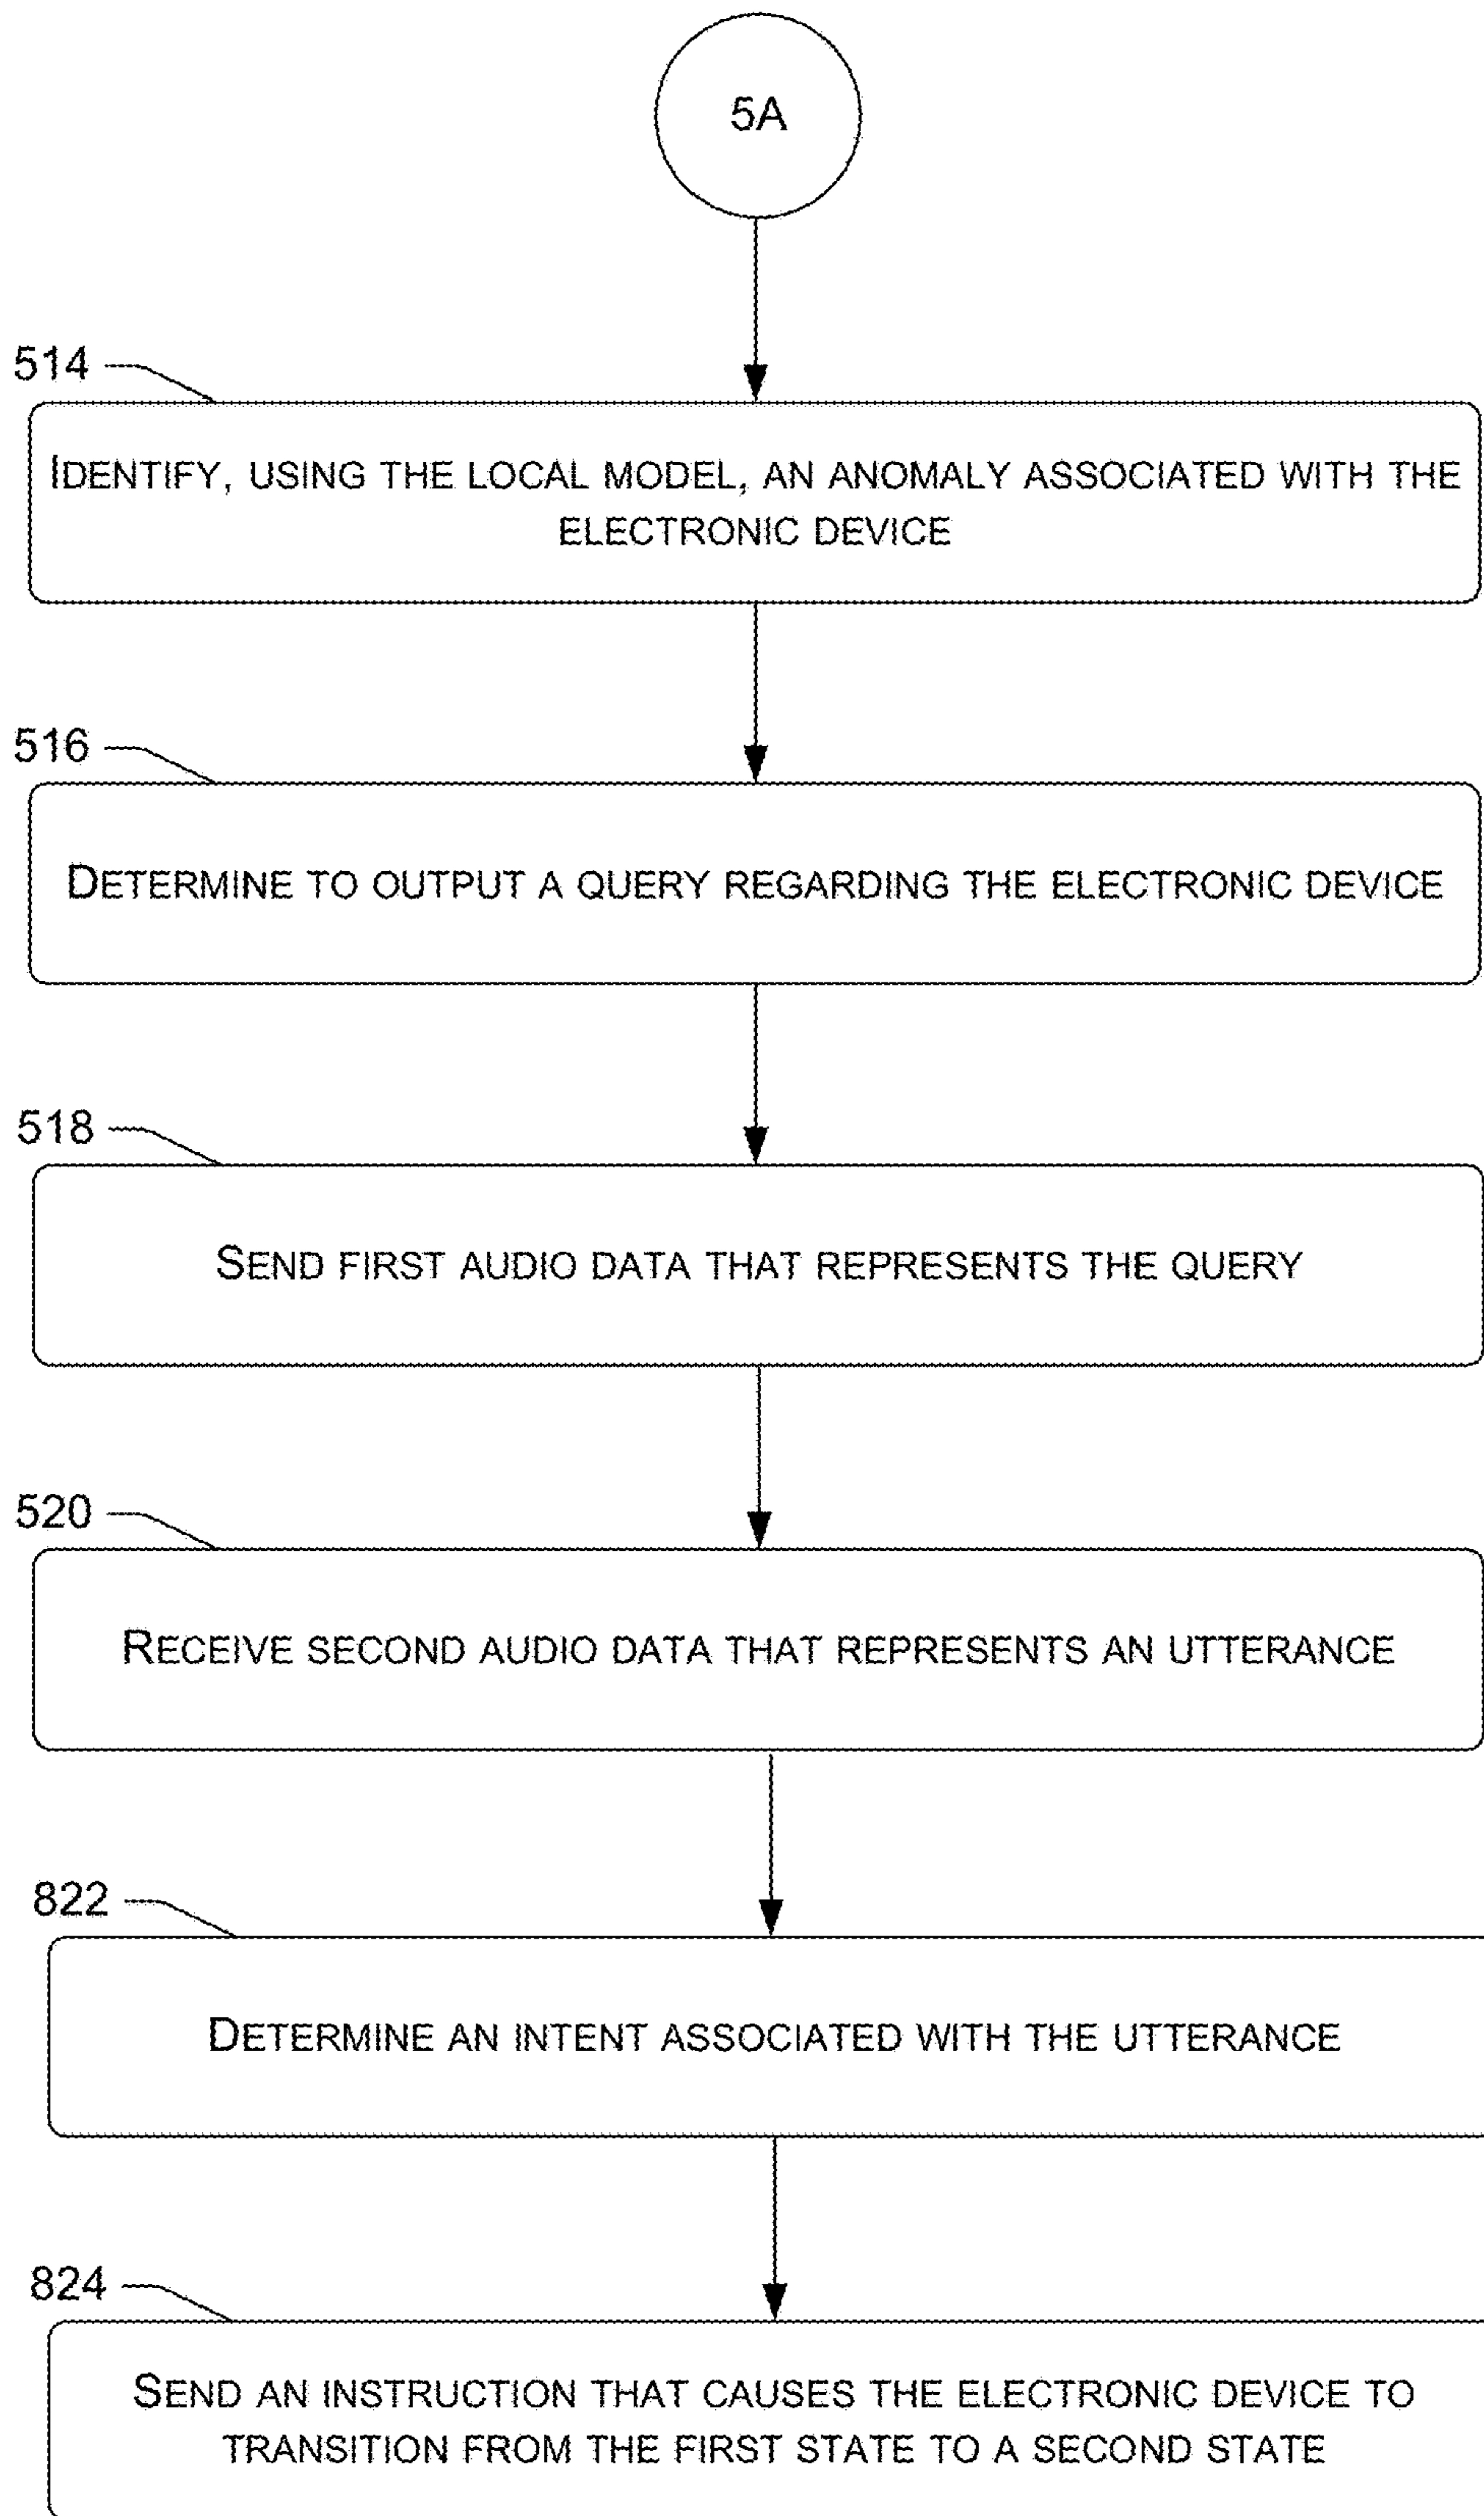 5A
514
IDENTIFY, USING THE LOCAL MODEL, AN ANOMALY ASSOCIATED WITH THE
ELECTRONIC DEVICE
516
DETERMINE TO OUTPUT A QUERY REGARDING THE ELECTRONIC DEVICE
518
SEND FIRST AUDIO DATA THAT REPRESENTS THE QUERY
520
RECEIVE SECOND AUDIO DATA THAT REPRESENTS AN UTTERANCE
822
DETERMINE AN INTENT ASSOCIATED WITH THE UTTERANCE
824
SEND AN INSTRUCTION THAT CAUSES THE ELECTRONIC DEVICE TO
TRANSITION FROM THE FIRST STATE TO A SECOND STATE